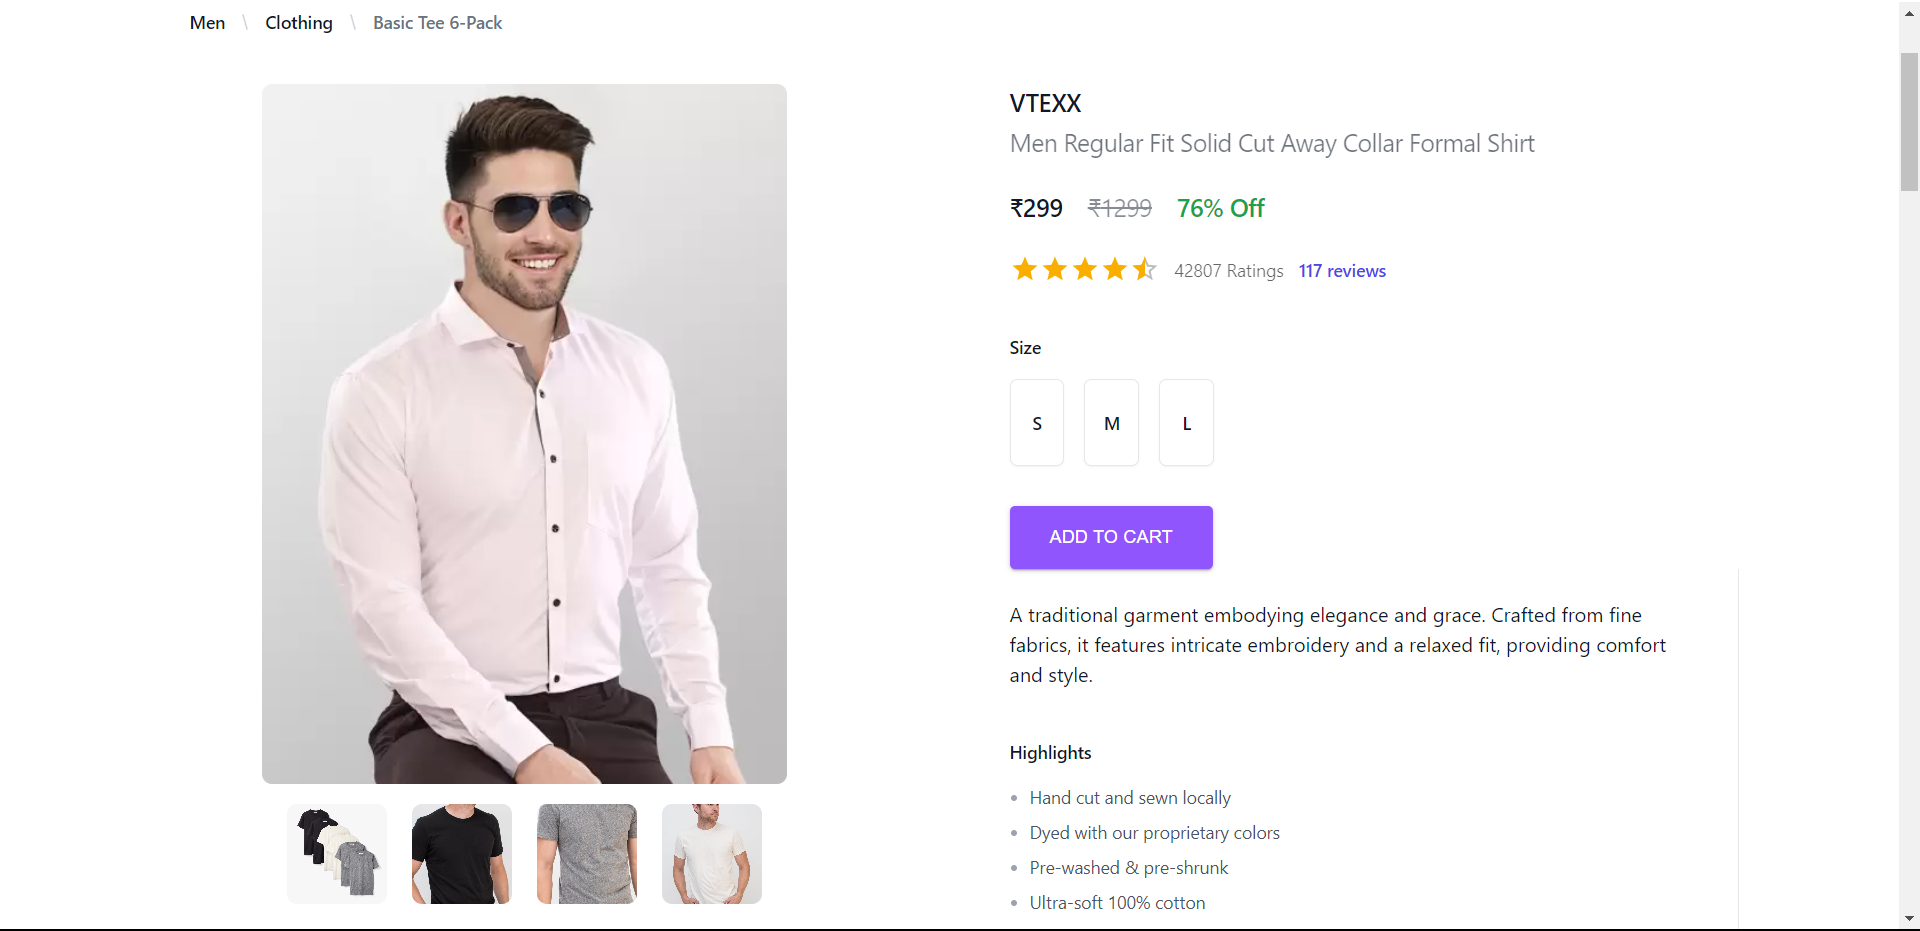 Men \ Clothing \ Basic Tee 6-Pack
VTEXX
Men Regular Fit Solid Cut Away Collar Formal Shirt
₹299 ₹1299 76% Off
42807 Ratings 117 reviews
Size
S M L
ADD TO CART
A traditional garment embodying elegance and grace. Crafted from fine
fabrics, it features intricate embroidery and a relaxed fit, providing comfort
and style.
Highlights
Hand cut and sewn locally
Dyed with our proprietary colors
Pre-washed & pre-shrunk
Ultra-soft 100% cotton